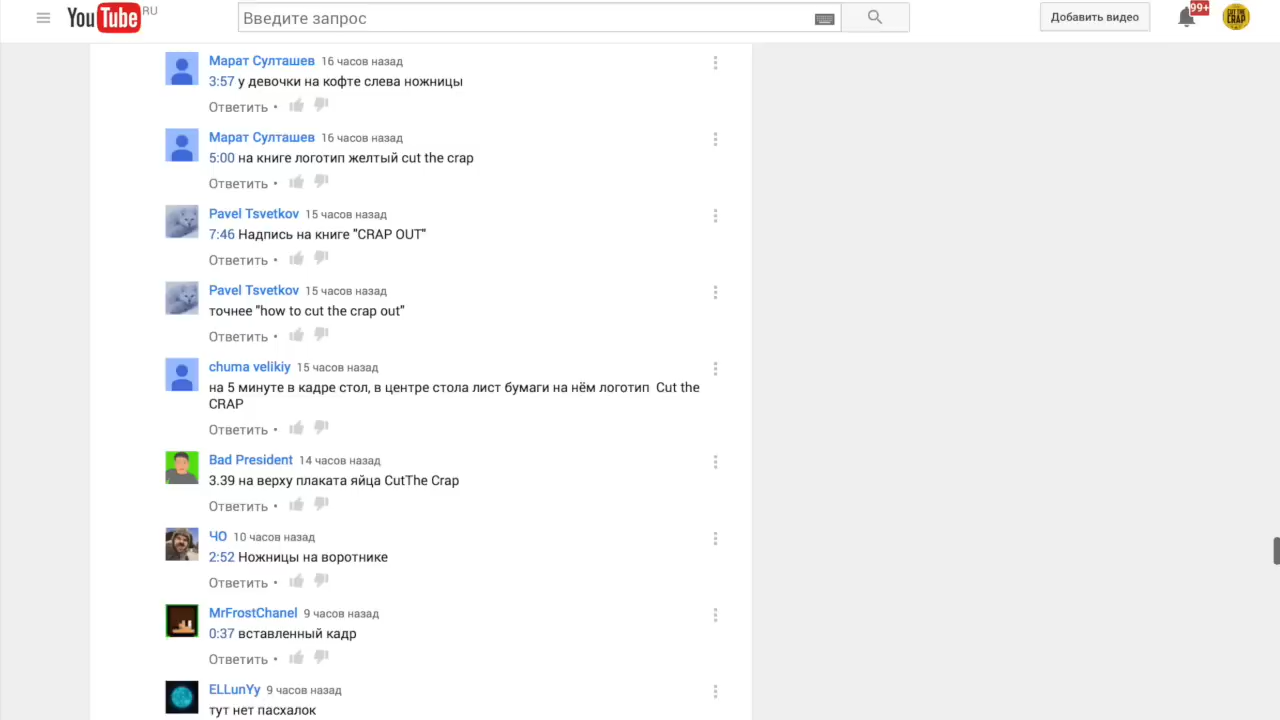 YouTube RU
Введите запрос
Добавить видео
99+
CUT THE CRAP
Марат Султашев 16 часов назад
3:57 у девочки на кофте слева ножницы
Ответить •
Марат Султашев 16 часов назад
5:00 на книге логотип желтый cut the crap
Ответить •
Pavel Tsvetkov 15 часов назад
7:46 Надпись на книге "CRAP OUT"
Ответить •
Pavel Tsvetkov 15 часов назад
точнее "how to cut the crap out"
Ответить •
chuma velikiy 15 часов назад
на 5 минуте в кадре стол, в центре стола лист бумаги на нём логотип Cut the
CRAP
Ответить •
Bad President 14 часов назад
3.39 на верху плаката яйца CutThe Crap
Ответить •
ЧО 10 часов назад
2:52 Ножницы на воротнике
Ответить •
MrFrostChanel 9 часов назад
0:37 вставленный кадр
Ответить •
ELLunYy 9 часов назад
тут нет пасхалок